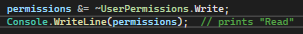 permissions &= ~UserPermissions.Write;
Console.WriteLine(permissions);  // prints "Read"